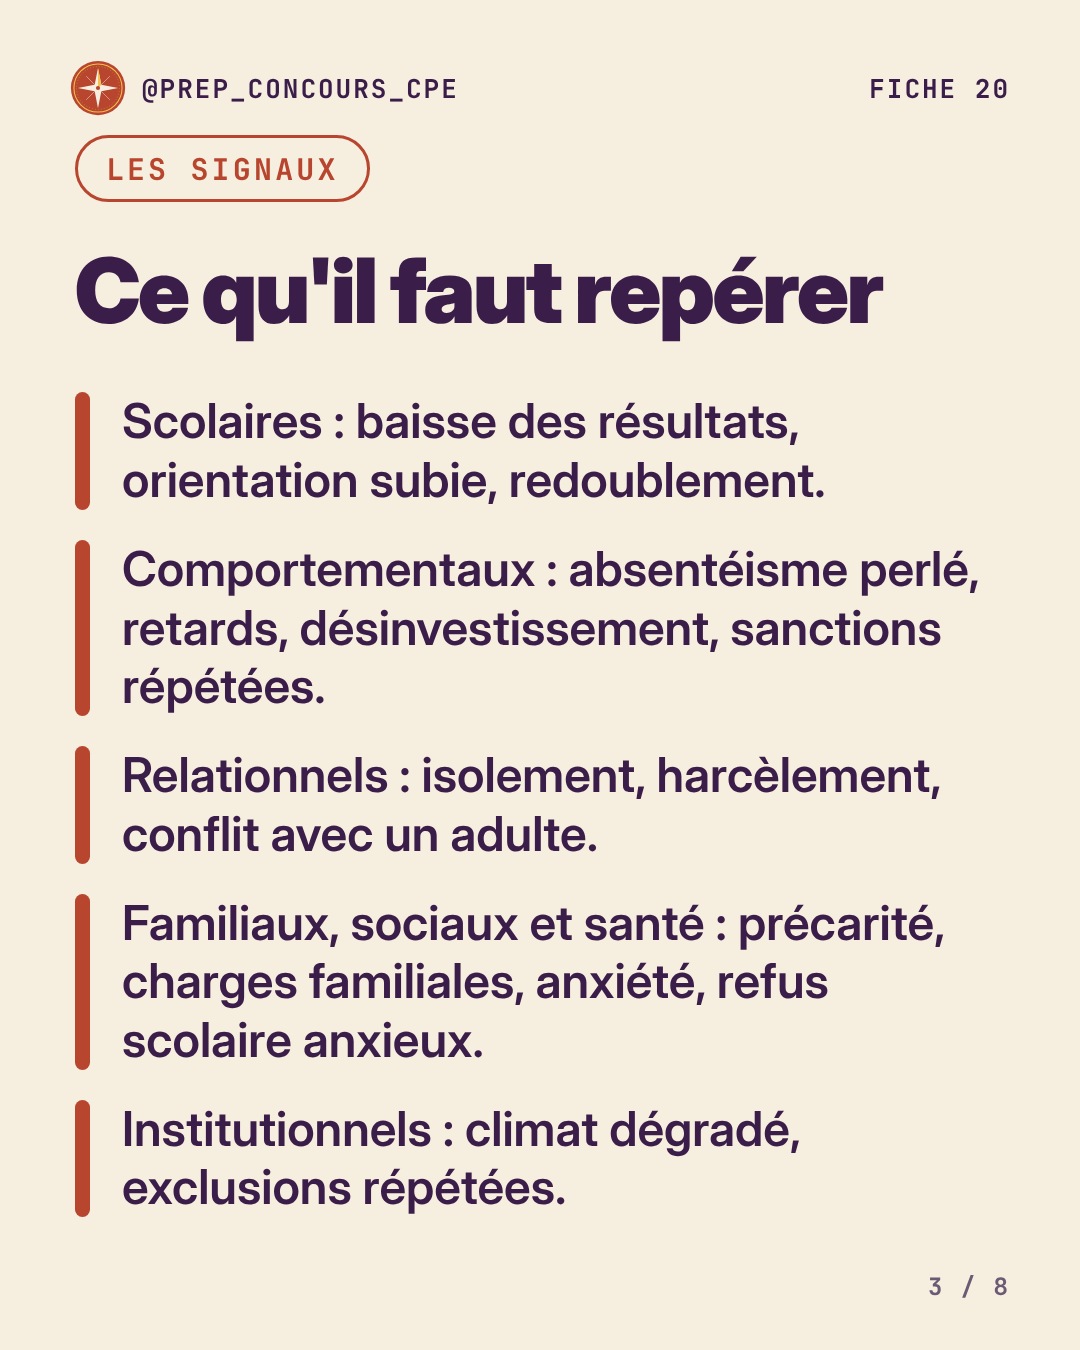 @PREP_CONCOURS_CPE
FICHE 20
LES SIGNAUX
Ce qu'il faut repérer
Scolaires : baisse des résultats,
orientation subie, redoublement.
Comportementaux : absentéisme perlé,
retards, désinvestissement, sanctions
répétées.
Relationnels : isolement, harcèlement,
conflit avec un adulte.
Familiaux, sociaux et santé : précarité,
charges familiales, anxiété, refus
scolaire anxieux.
Institutionnels : climat dégradé,
exclusions répétées.
3 / 8